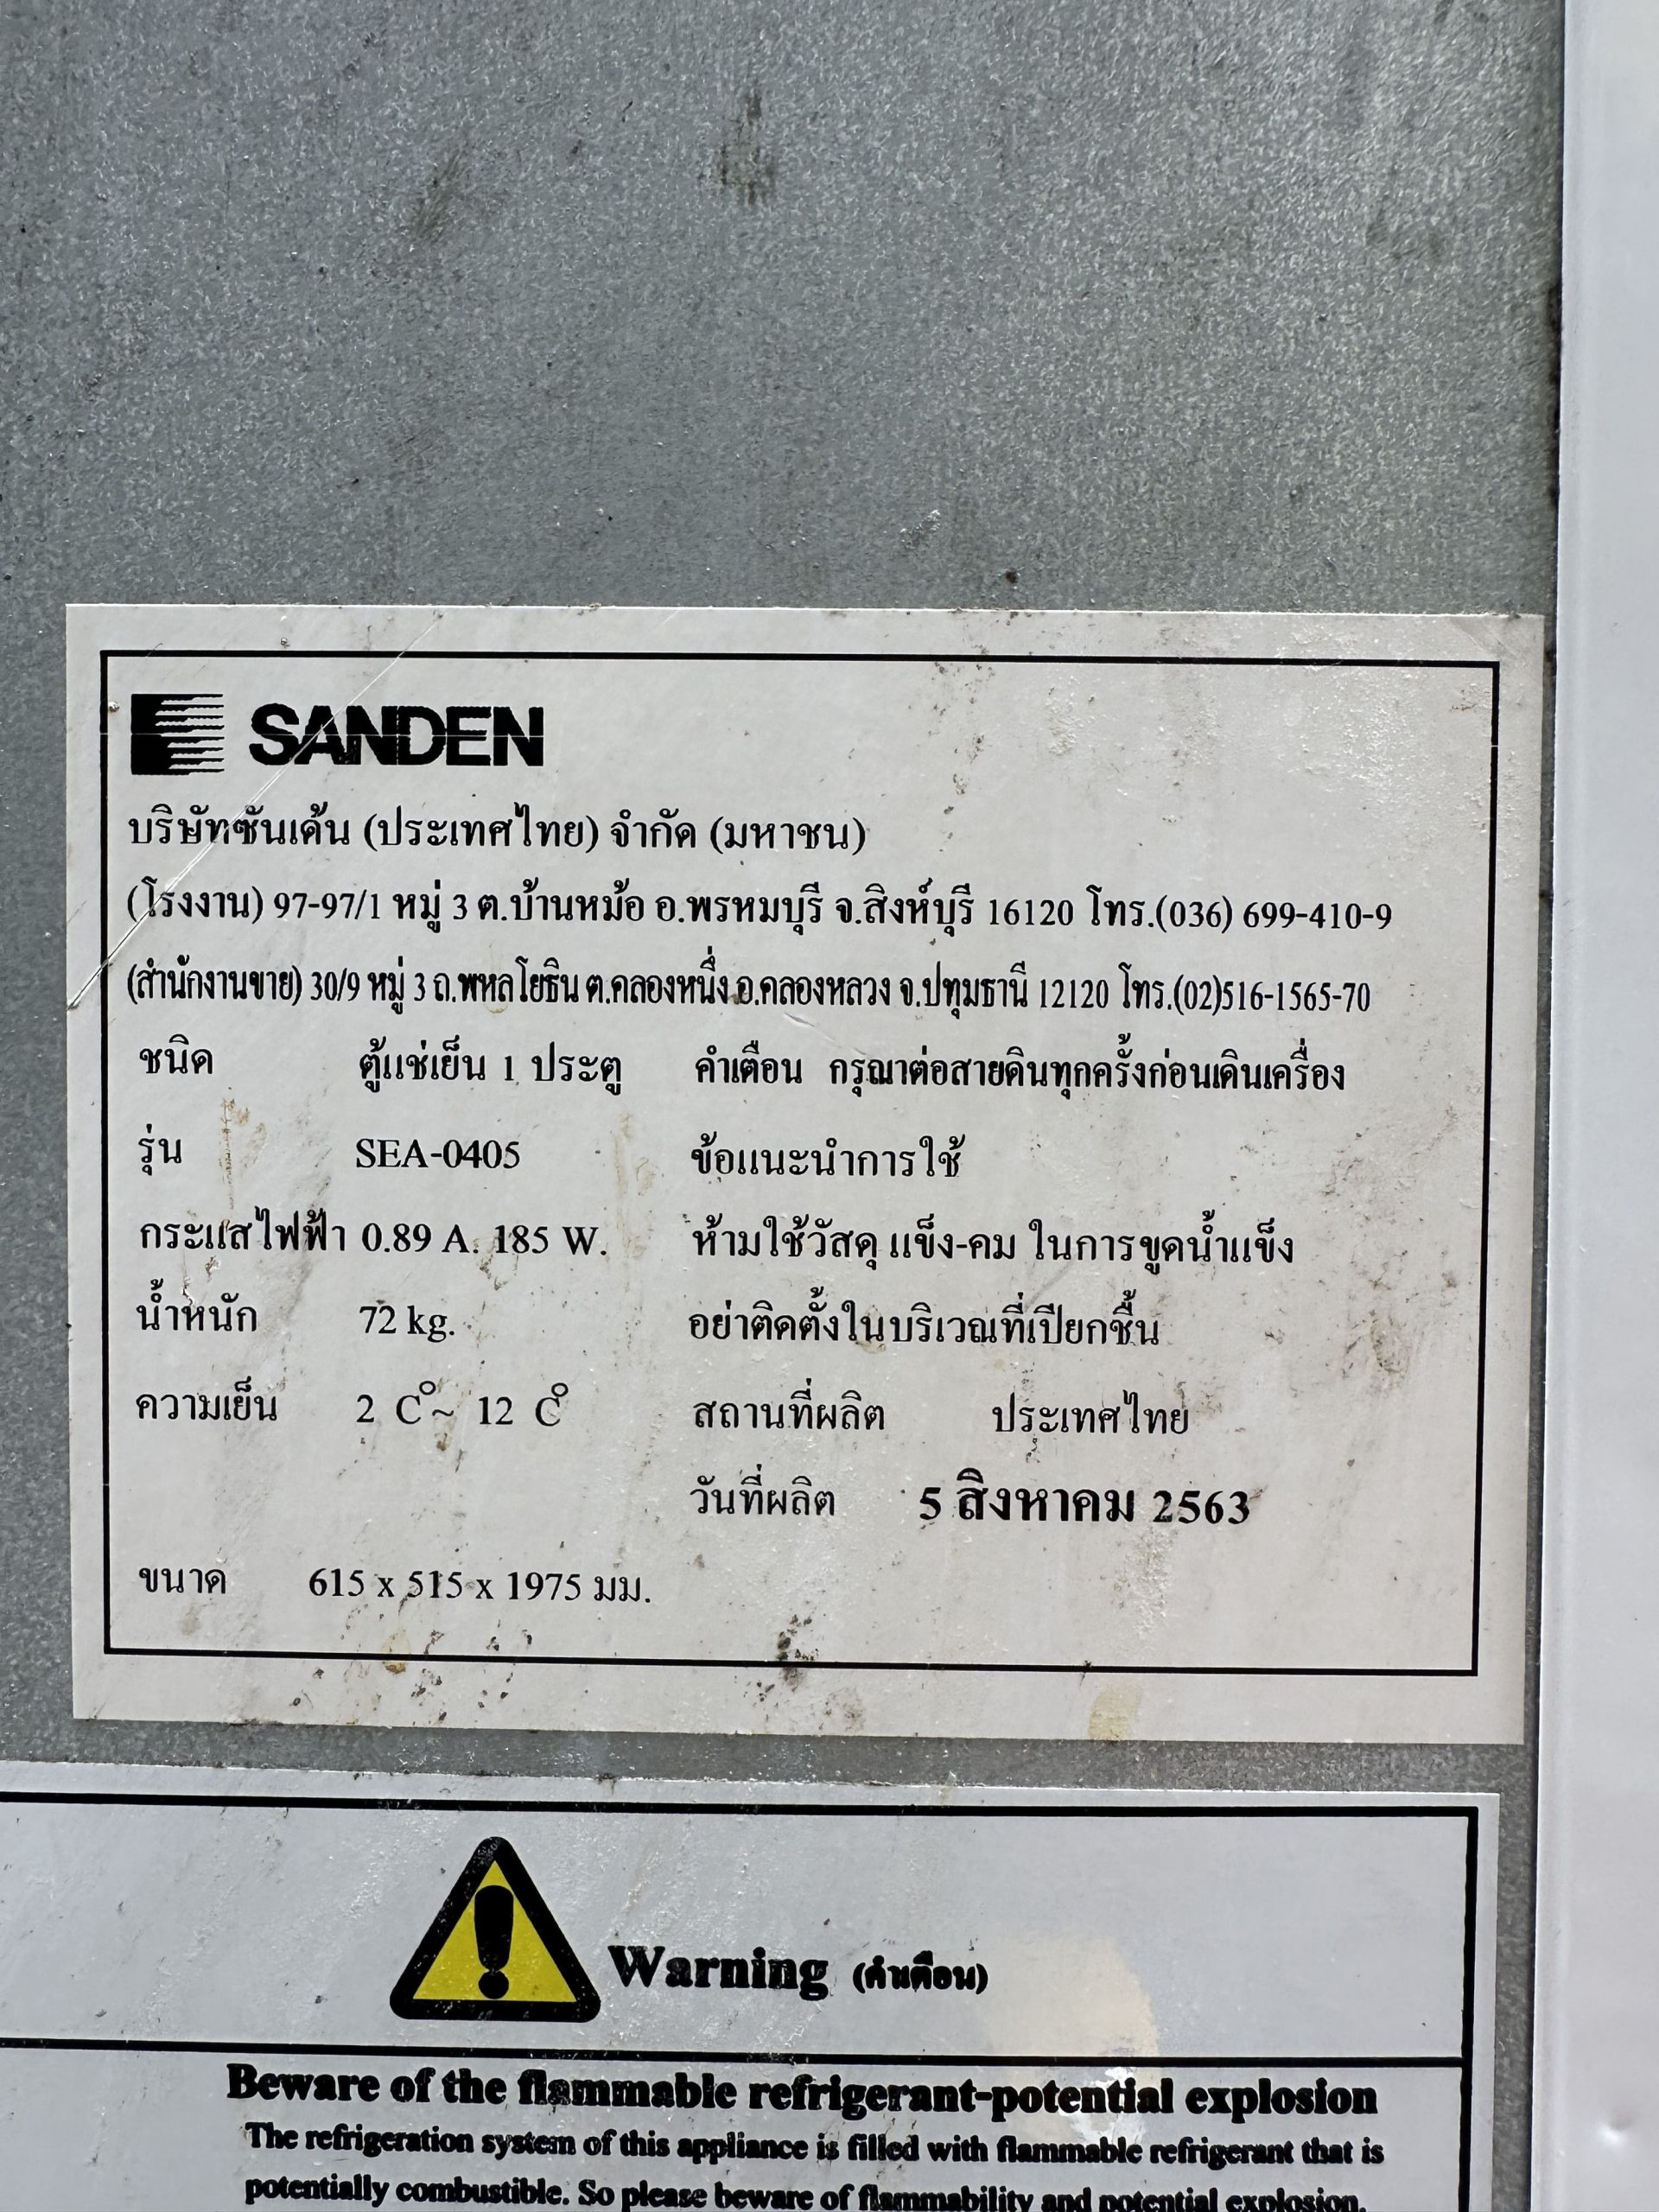 SANDEN
บริษัทซันเด้น (ประเทศไทย) จำกัด (มหาชน)
(โรงงาน) 97-97/1 หมู่ 3 ต.บ้านหม้อ อ.พรหมบุรี จ.สิงห์บุรี 16120 โทร.(036) 699-410-9
(สำนักงานขาย) 30/9 หมู่ 3 ถ.พหลโยธิน ต.คลองหนึ่ง อ.คลองหลวง จ.ปทุมธานี 12120 โทร.(02)516-1565-70
ชนิด ตู้แช่เย็น 1 ประตู คำเตือน กรุณาต่อสายดินทุกครั้งก่อนเดินเครื่อง
รุ่น SEA-0405 ข้อแนะนำการใช้
กระแสไฟฟ้า 0.89 A. 185 W. ห้ามใช้วัสดุ แข็ง-คม ในการขูดน้ำแข็ง
น้ำหนัก 72 kg. อย่าติดตั้งในบริเวณที่เปียกชื้น
ความเย็น 2 C° ~ 12 C° สถานที่ผลิต ประเทศไทย
วันที่ผลิต 5 สิงหาคม 2563
ขนาด 615 x 515 x 1975 มม.
Warning (คำเตือน)
Beware of the flammable refrigerant-potential explosion
The refrigeration system of this appliance is filled with flammable refrigerant that is
potentially combustible. So please beware of flammability and potential explosion.